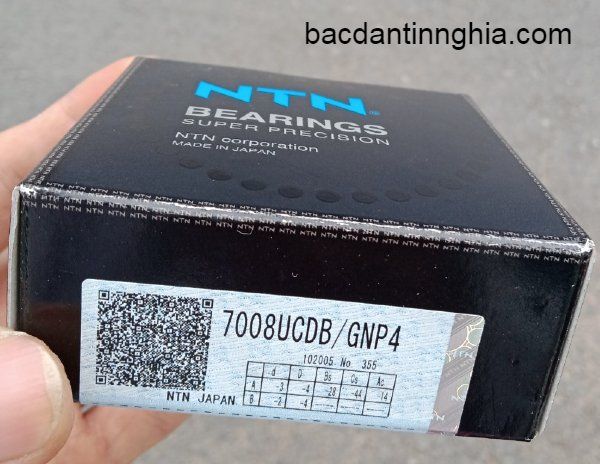 bacdantinnghia.com
NTN®
BEARINGS
SUPER PRECISION
NTN corporation
MADE IN JAPAN
7008UCDB/GNP4
102005 No 355
d D Bs Cs Ac
A -3 -4 -28 -44 -14
B -2 -4
NTN JAPAN